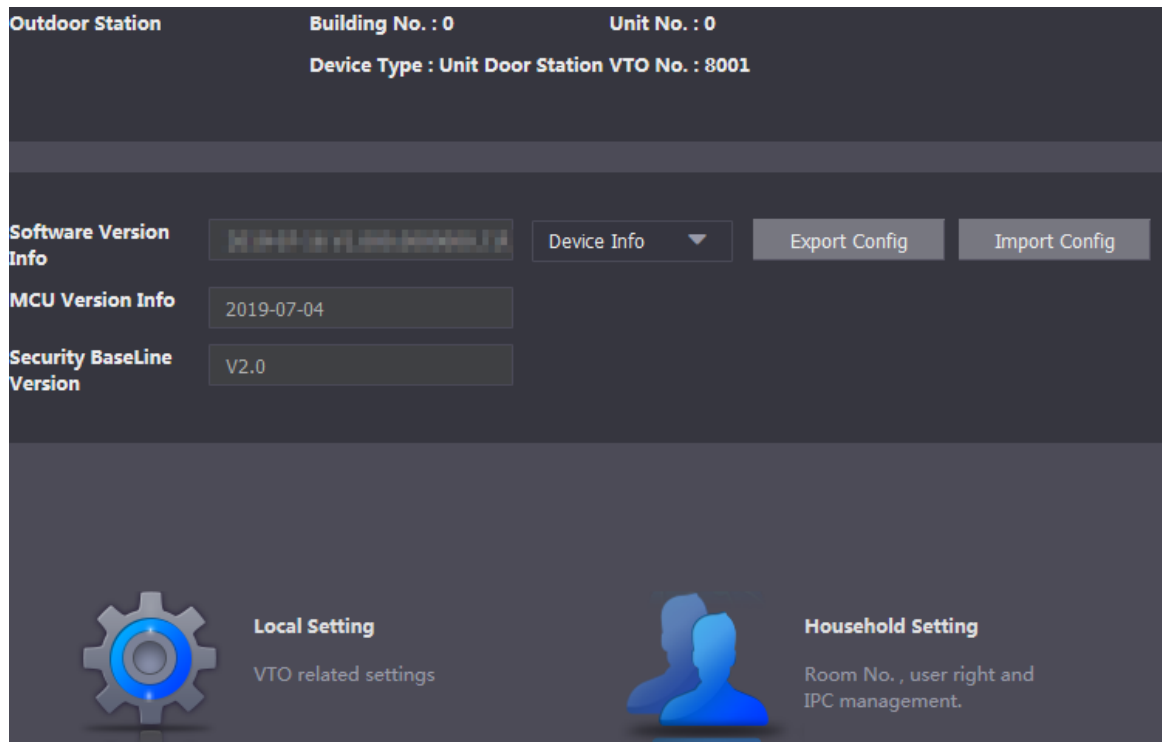 Outdoor Station Building No. : 0 Unit No. : 0
Device Type : Unit Door Station VTO No. : 8001
Software Version
Info
Device Info
Export Config
Import Config
MCU Version Info
2019-07-04
Security BaseLine
Version
V2.0
Local Setting
VTO related settings
Household Setting
Room No. , user right and
IPC management.